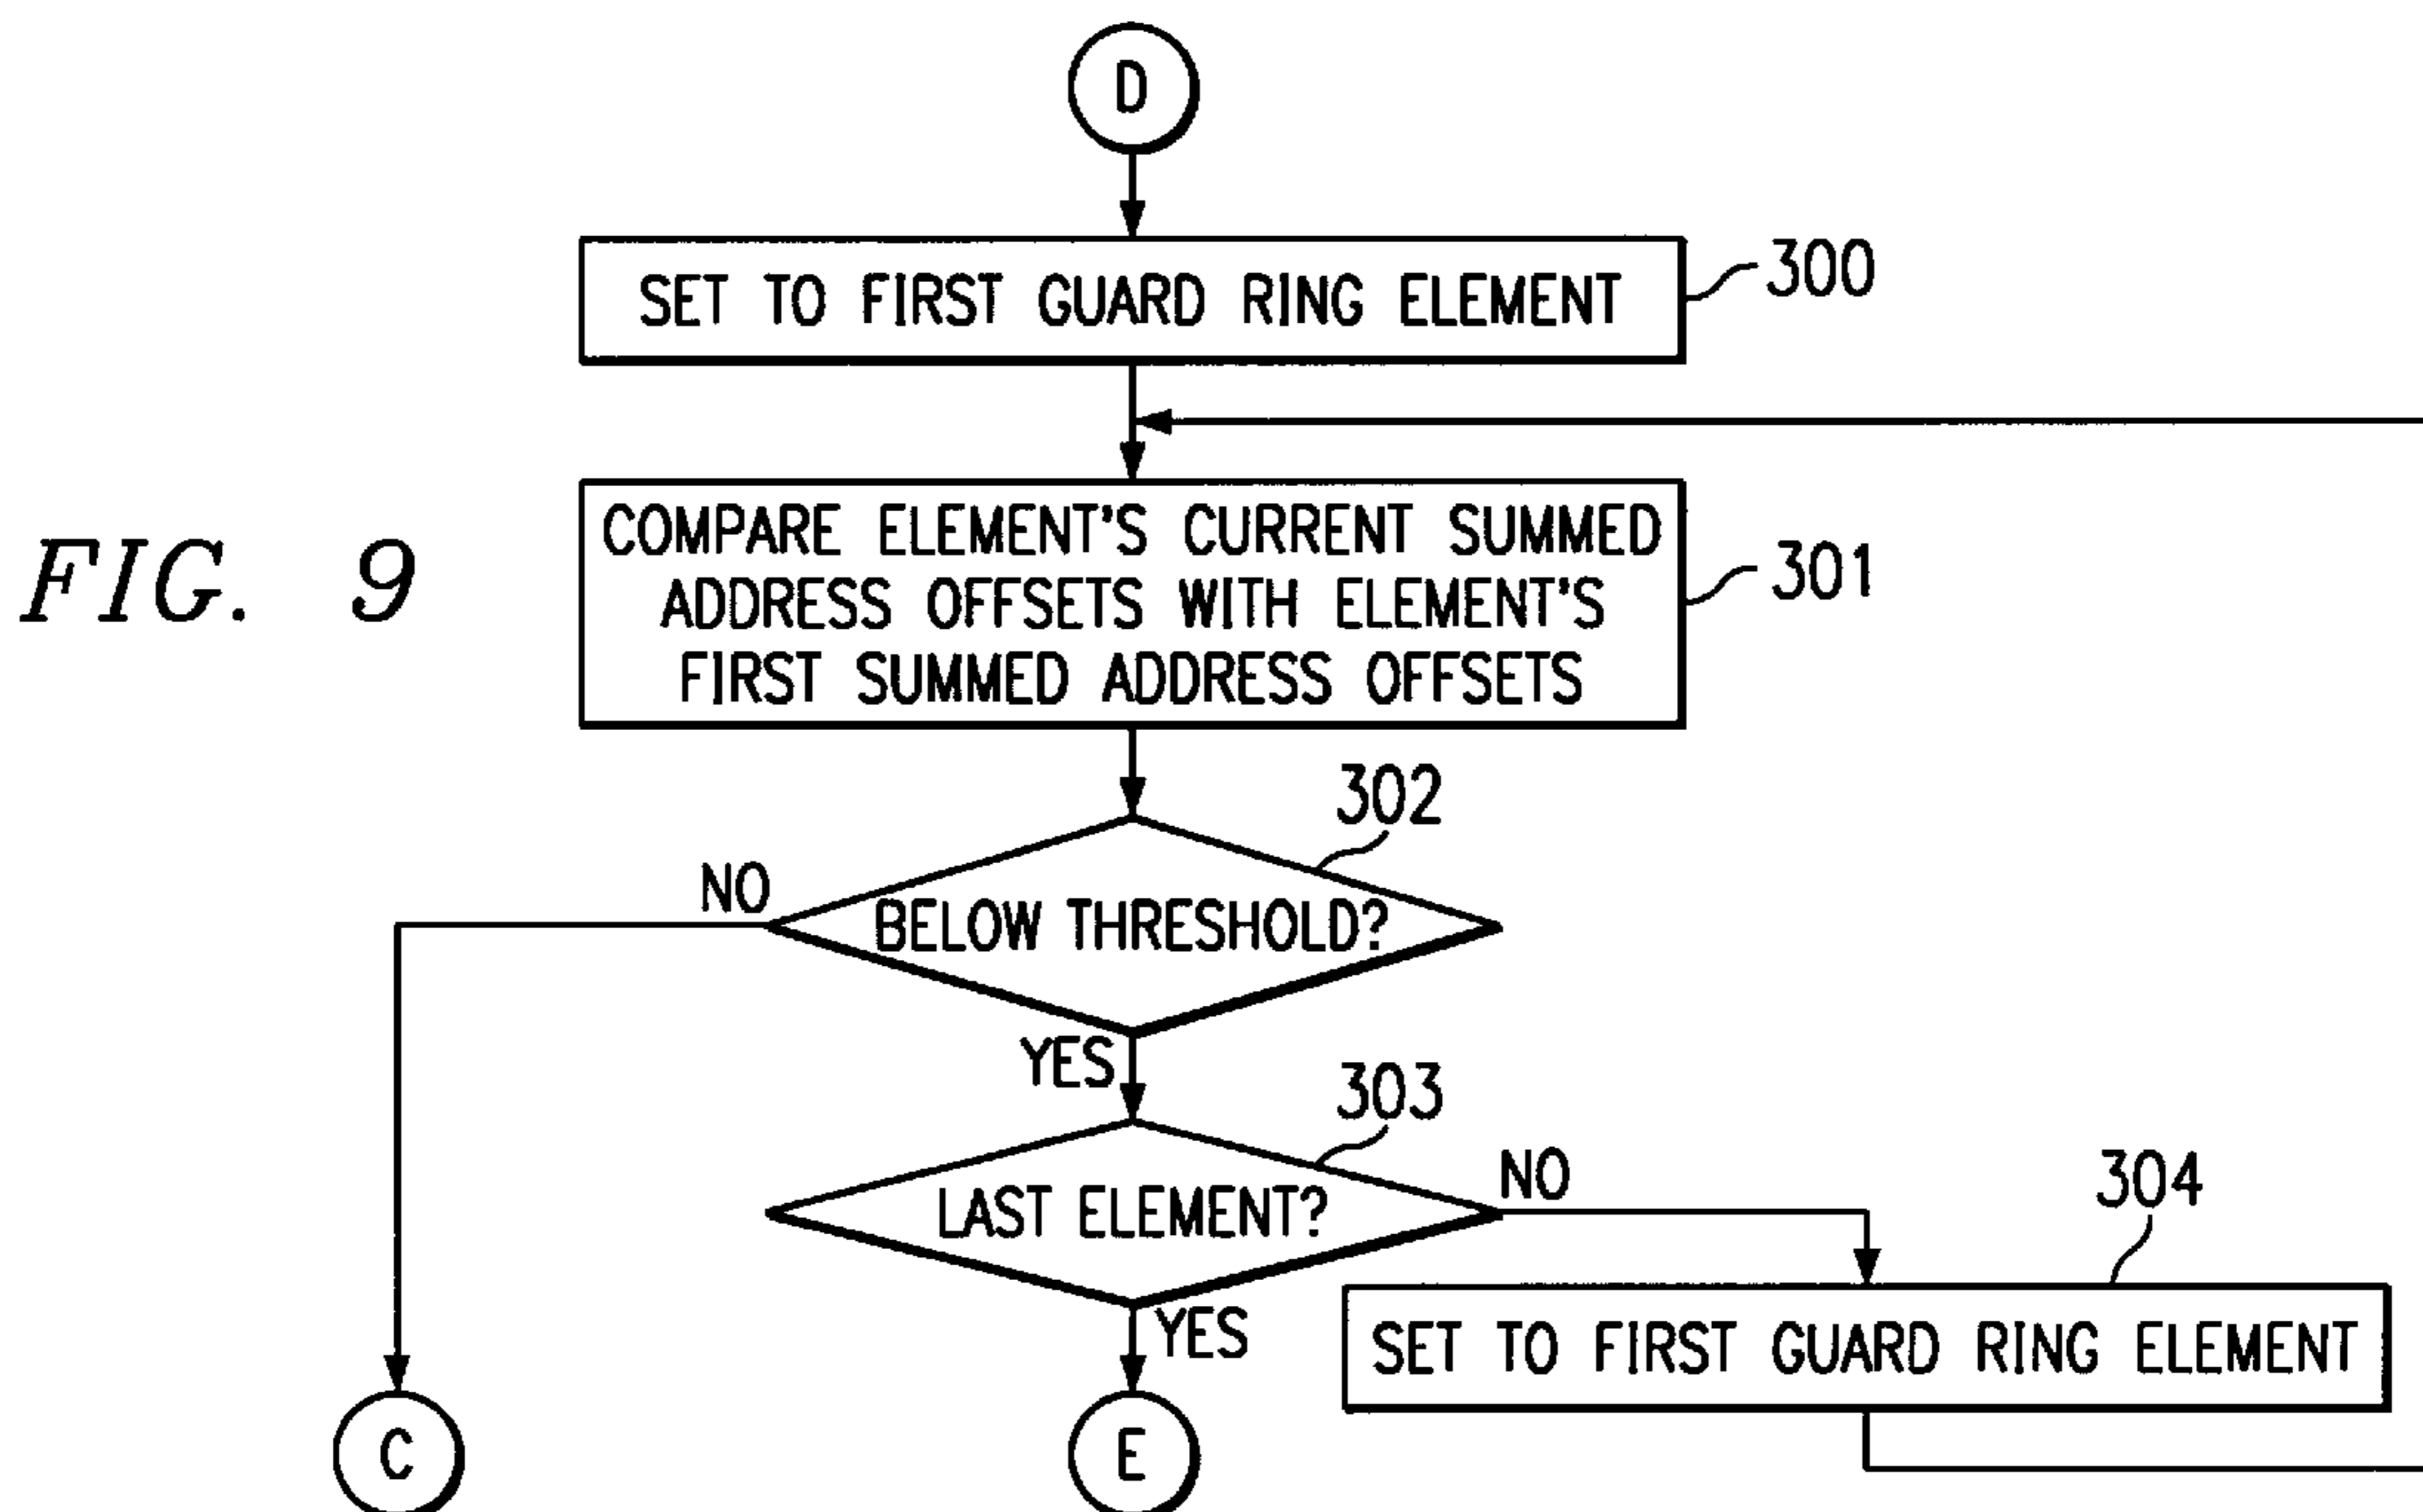 D
SET TO FIRST GUARD RING ELEMENT
300
FIG. 9
COMPARE ELEMENT'S CURRENT SUMMED
ADDRESS OFFSETS WITH ELEMENT'S
FIRST SUMMED ADDRESS OFFSETS
301
302
NO
BELOW THRESHOLD?
YES
303
LAST ELEMENT?
NO
304
YES
SET TO FIRST GUARD RING ELEMENT
C
E